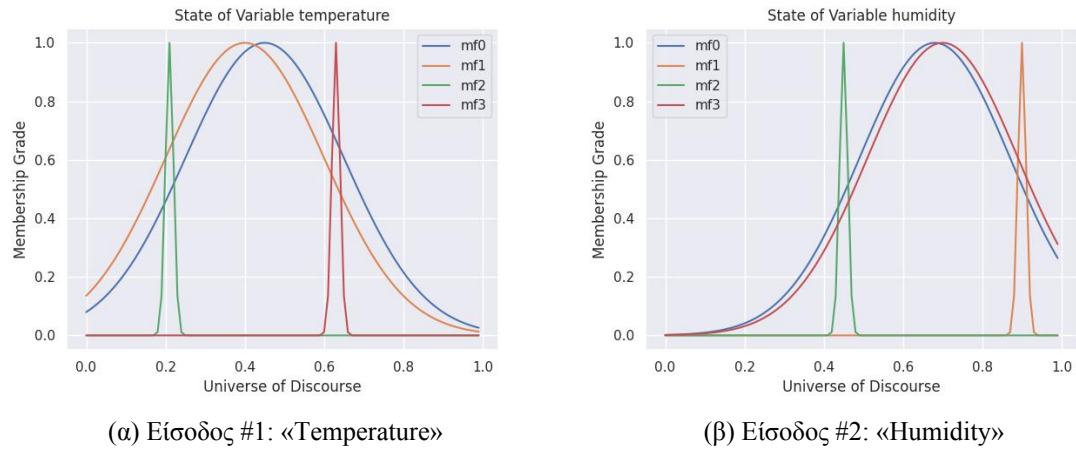 State of Variable temperature
1.0
0.8
0.6
0.4
0.2
0.0
Membership Grade
mf0
mf1
mf2
mf3
0.0 0.2 0.4 0.6 0.8 1.0
Universe of Discourse
(α) Είσοδος #1: «Temperature»
State of Variable humidity
1.0
0.8
0.6
0.4
0.2
0.0
Membership Grade
mf0
mf1
mf2
mf3
0.0 0.2 0.4 0.6 0.8 1.0
Universe of Discourse
(β) Είσοδος #2: «Humidity»